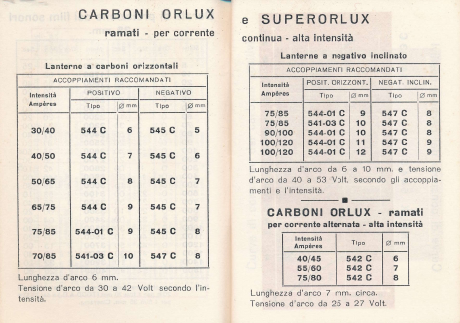 CARBONI ORLUX
ramati - per corrente
Lanterne a carboni orizzontali
ACCOPPIAMENTI RACCOMANDATI
Intensità Ampères POSITIVO NEGATIVO
Tipo Ø mm Tipo Ø mm
30/40 544 C 6 545 C 5
40/50 544 C 7 545 C 6
50/65 544 C 8 545 C 7
65/75 544 C 9 545 C 7
75/85 544-01 C 9 545 C 8
70/85 541-03 C 10 547 C 8
Lunghezza d'arco 6 mm.
Tensione d'arco da 30 a 42 Volt secondo l'in-
tensità.
e SUPERORLUX
continua - alta intensità
Lanterne a negativo inclinato
ACCOPPIAMENTI RACCOMANDATI
Intensità Ampères POSIT. ORIZZONT. NEGAT. INCLIN.
Tipo Ø mm Tipo Ø mm
75/85 544-01 C 9 547 C 8
75/85 541-03 C 10 547 C 8
90/100 544-01 C 10 547 C 8
100/120 544-01 C 11 547 C 9
100/120 544-01 C 12 547 C 9
Lunghezza d'arco da 6 a 10 mm. e tensione
d'arco da 40 a 53 Volt. secondo gli accoppia-
menti e l'intensità.
CARBONI ORLUX - ramati
per corrente alternata - alta intensità
Intensità Ampères Tipo Ø mm
40/45 542 C 6
55/60 542 C 7
75/80 542 C 8
Lunghezza d'arco 7 mm. circa.
Tensione d'arco da 25 a 27 Volt.